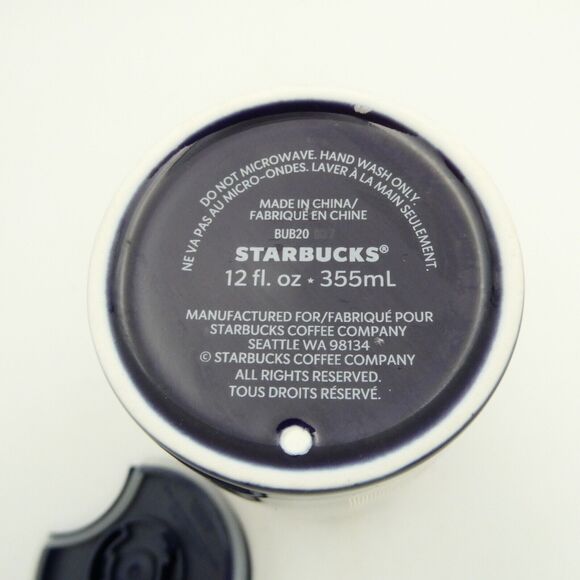 DO NOT MICROWAVE. HAND WASH ONLY.
NE VA PAS AU MICRO-ONDES. LAVER À LA MAIN SEULEMENT.
MADE IN CHINA/
FABRIQUÉ EN CHINE
BUB20
STARBUCKS®
12 fl. oz • 355mL
MANUFACTURED FOR/FABRIQUÉ POUR
STARBUCKS COFFEE COMPANY
SEATTLE WA 98134
© STARBUCKS COFFEE COMPANY
ALL RIGHTS RESERVED.
TOUS DROITS RÉSERVÉ.